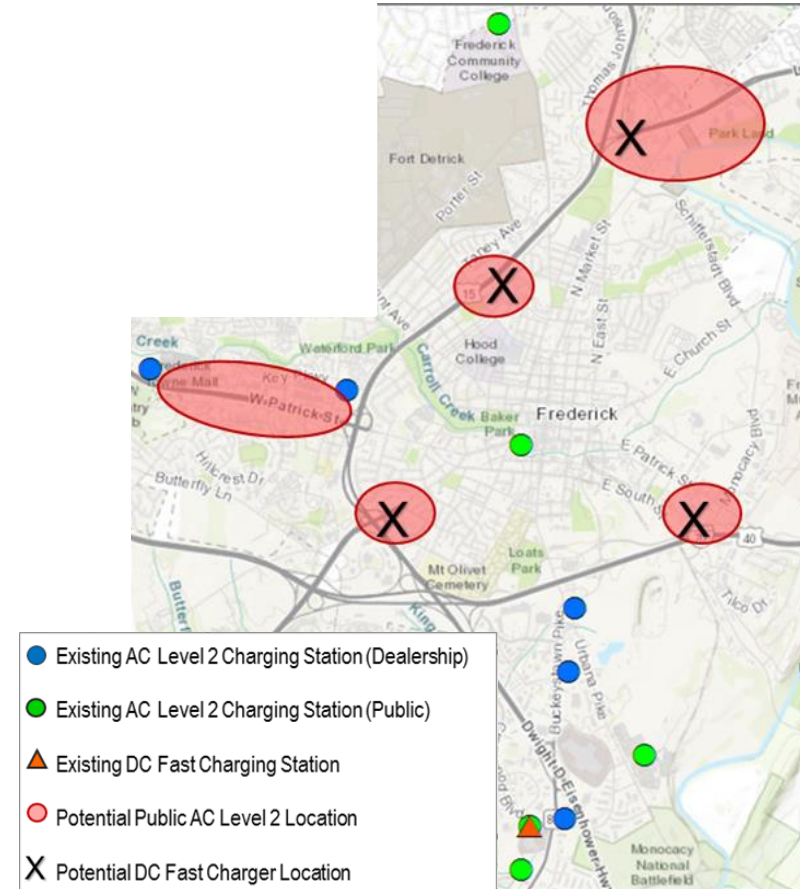 Frederick
Community
College
Thomas Johnson
Park Land
Fort Detrick
Porter St
Schifferstadt Blvd
Taney Ave
N Market St
15
N East St
E Church St
Creek
Waterford Park
Hood
College
Key Pkwy
W Patrick St
Carroll Creek
Baker
Park
Frederick
E Patrick St
Monocacy Blvd
E South St
Hillcrest Dr
Butterfly Ln
40
Loats
Park
Mt Olivet
Cemetery
Tilco Dr
Buckeystown Pike
Urbana Pike
Dwight D Eisenhower Hwy
Monocacy
National
Battlefield
Existing AC Level 2 Charging Station (Dealership)
Existing AC Level 2 Charging Station (Public)
Existing DC Fast Charging Station
Potential Public AC Level 2 Location
X Potential DC Fast Charger Location